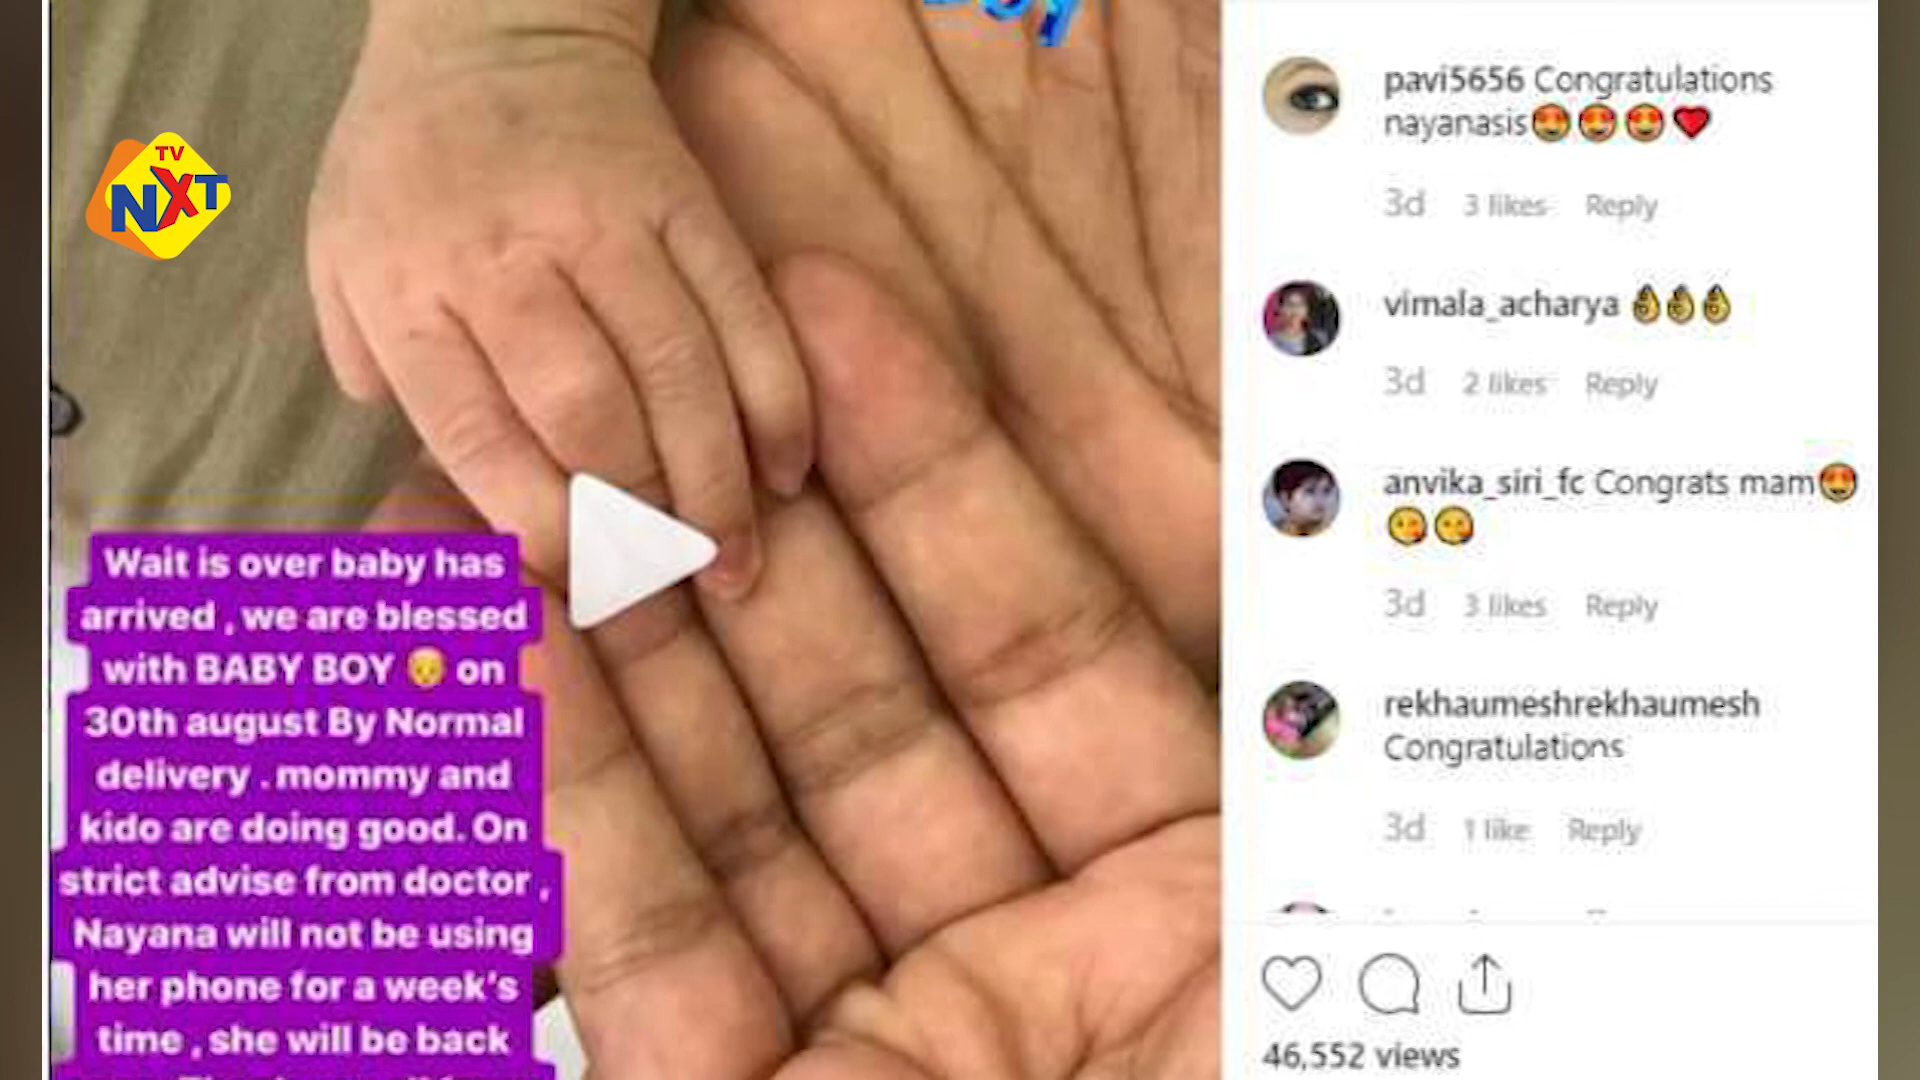 TV
NXT
Wait is over baby has
arrived , we are blessed
with BABY BOY 👶 on
30th august By Normal
delivery . mommy and
kido are doing good. On
strict advise from doctor ,
Nayana will not be using
her phone for a week's
time , she will be back
pavi5656 Congratulations
nayanasis😍😍😍❤️
3d 3 likes Reply
vimala_acharya 👌👌👌
3d 2 likes Reply
anvika_siri_fc Congrats mam😍
😋😋
3d 3 likes Reply
rekhaumeshrekhaumesh
Congratulations
3d 1 like Reply
46,552 views